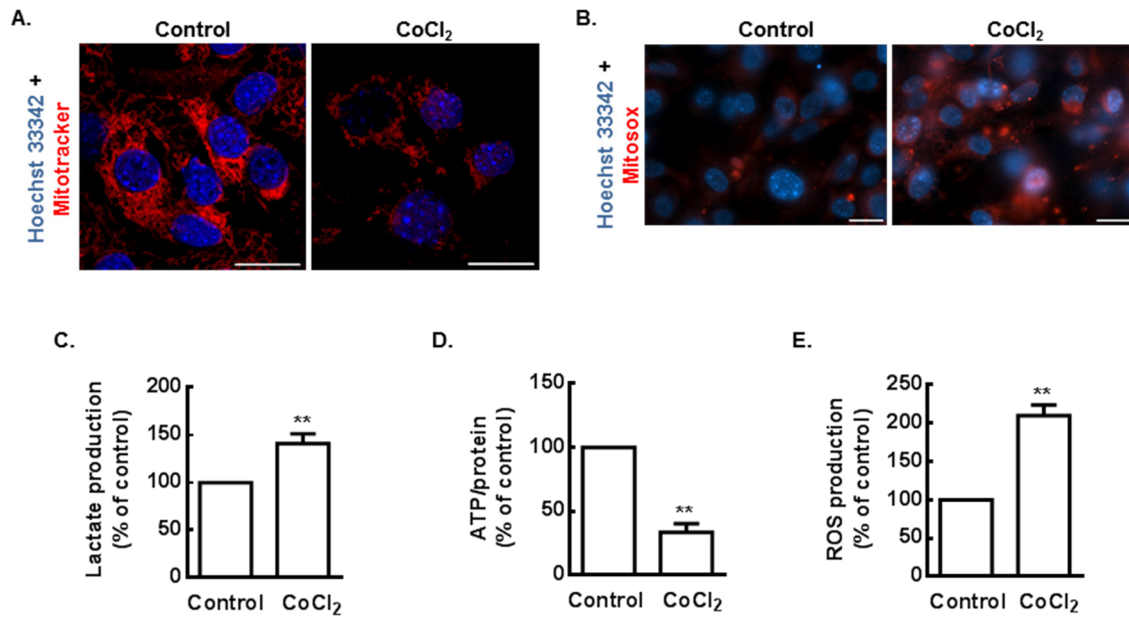 A.
Control
CoCl₂
Hoechst 33342 +
Mitotracker
B.
Control
CoCl₂
Hoechst 33342 +
Mitosox
C.
Lactate production
(% of control)
200
150
100
50
0
**
Control
CoCl₂
D.
ATP/protein
(% of control)
150
100
50
0
**
Control
CoCl₂
E.
ROS production
(% of control)
250
200
150
100
50
0
**
Control
CoCl₂